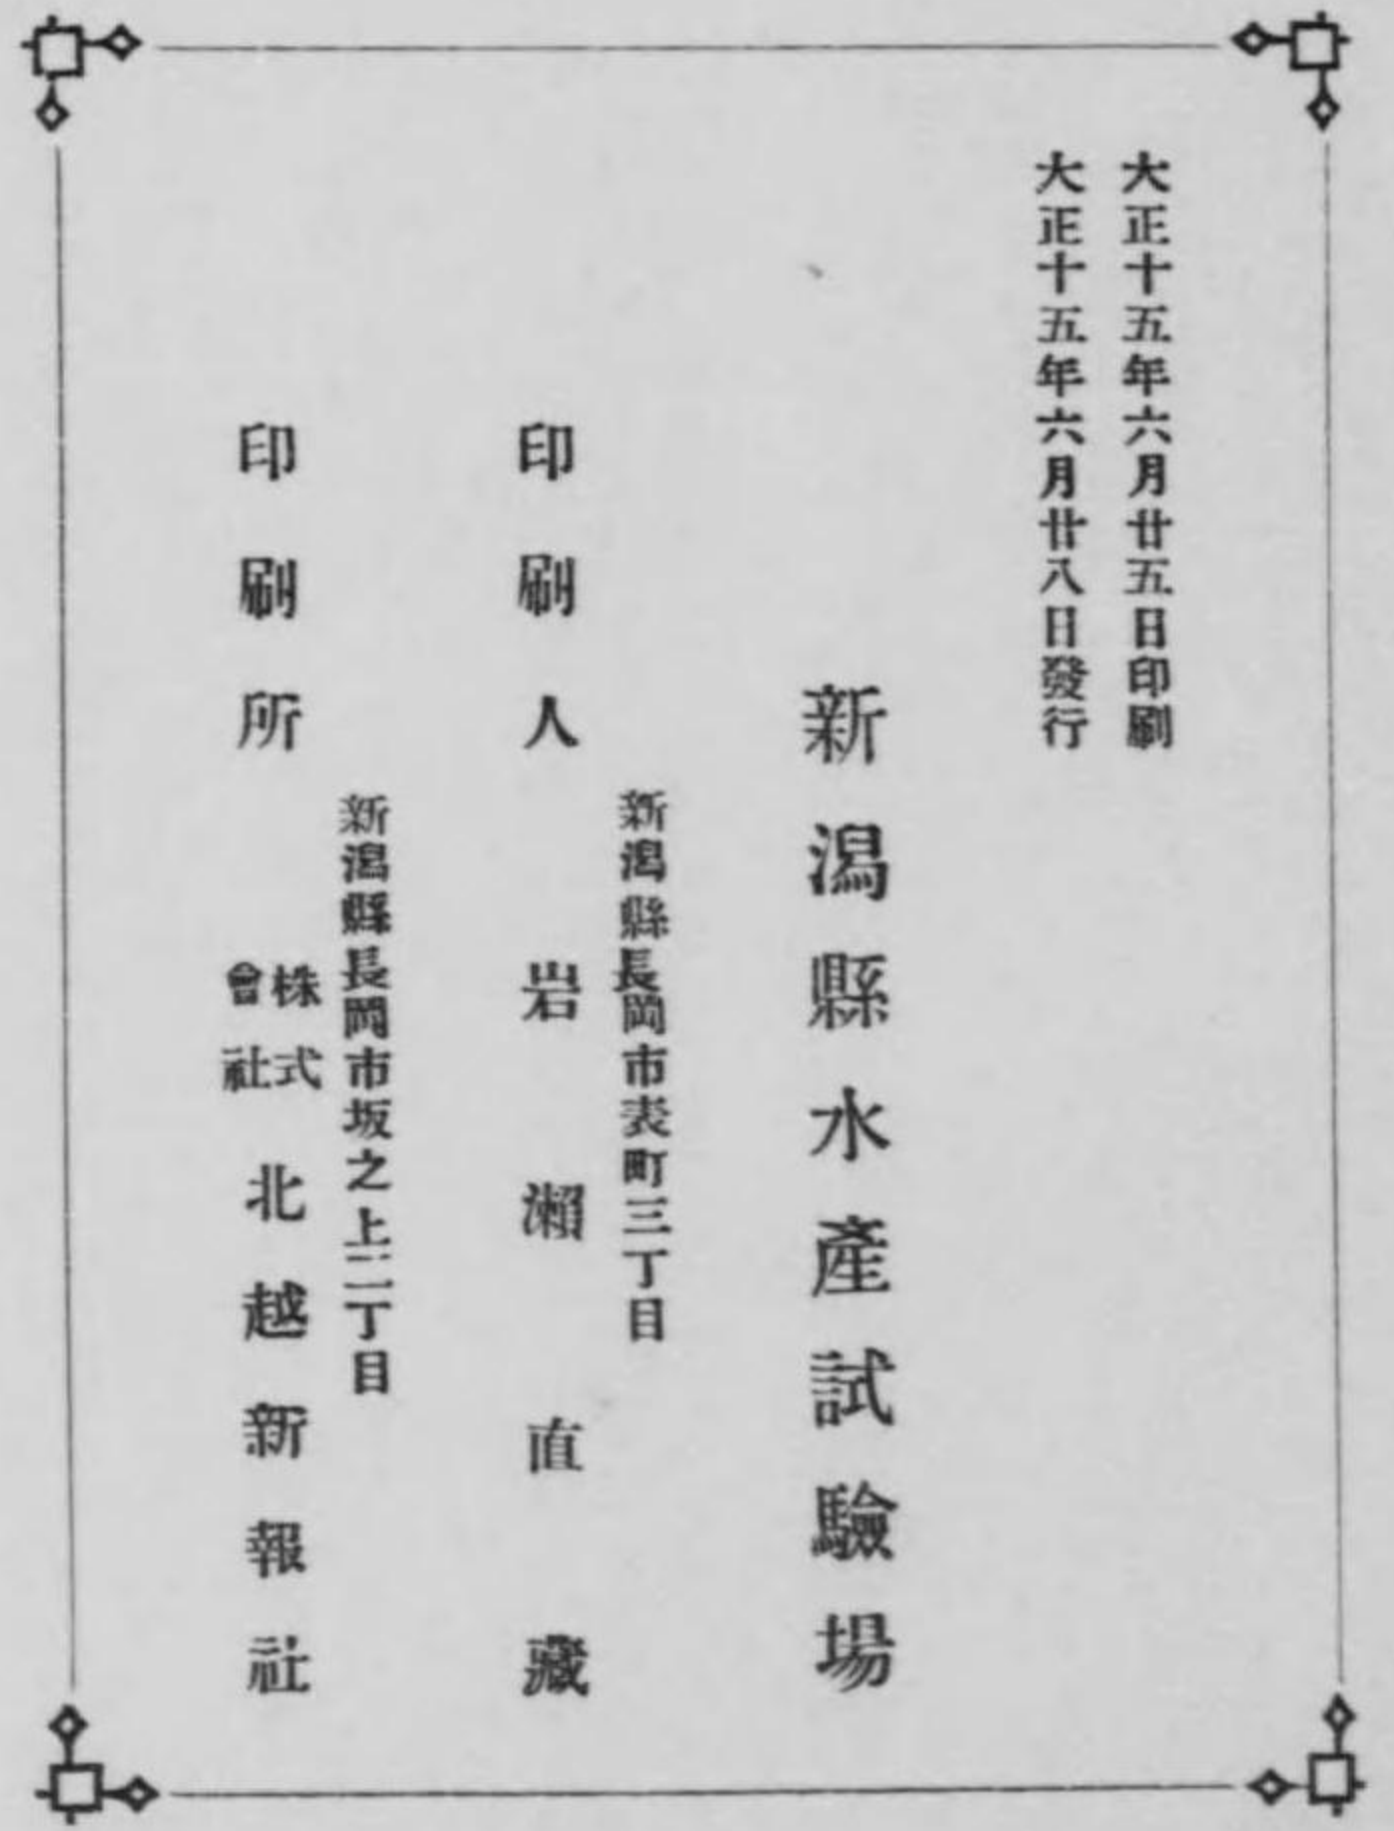 大正十五年六月廿五日印刷
大正十五年六月廿八日發行
新潟縣水產試驗場
新潟縣長岡市表町三丁目
印刷人 岩瀨直藏
新潟縣長岡市坂之上二丁目
印刷所 株式會社 北越新報社